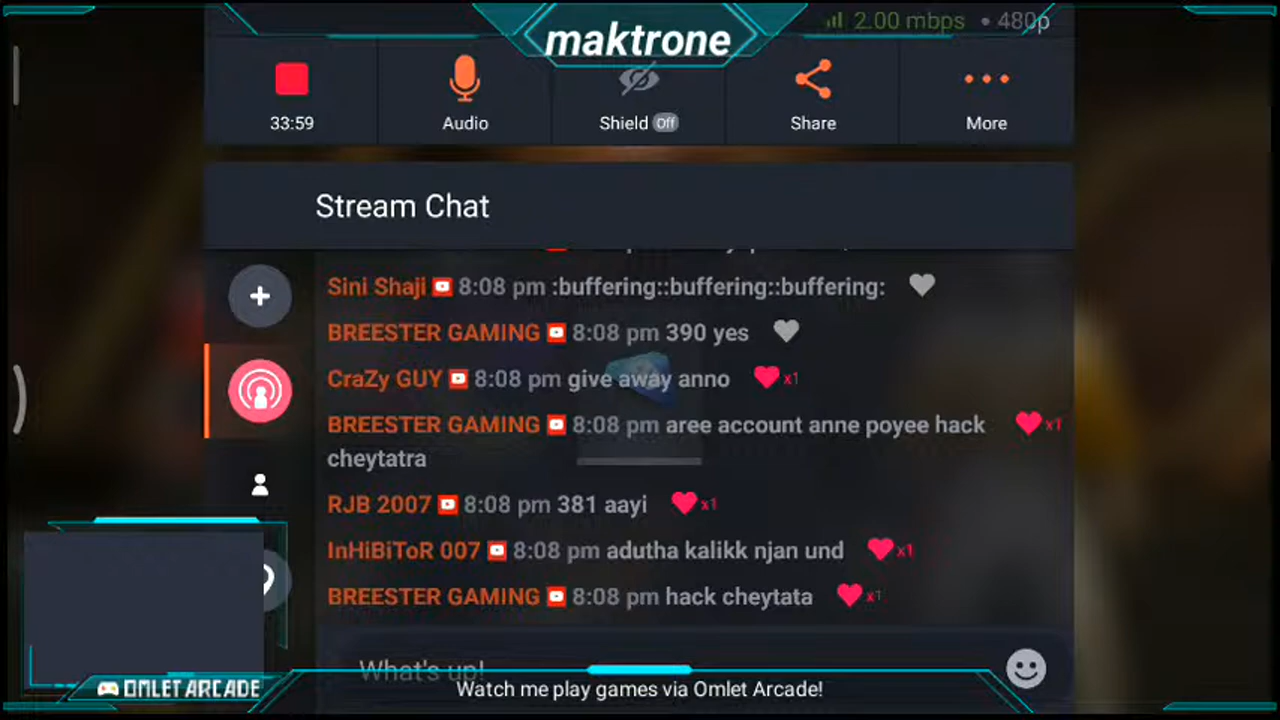 2.00 mbps • 480p
maktrone
33:59
Audio
Shield Off
Share
More
Stream Chat
Sini Shaji 8:08 pm :buffering::buffering::buffering:
BREESTER GAMING 8:08 pm 390 yes
CraZy GUY 8:08 pm give away anno x1
BREESTER GAMING 8:08 pm aree account anne poyee hack x1
cheytatra
RJB 2007 8:08 pm 381 aayi x1
InHiBiToR 007 8:08 pm adutha kalikk njan und x1
BREESTER GAMING 8:08 pm hack cheytata x1
What's up!
OMLET ARCADE
Watch me play games via Omlet Arcade!